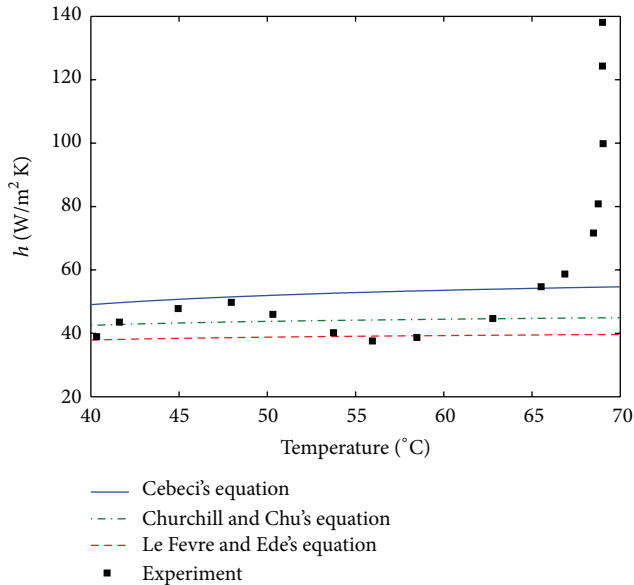 140
120
100
80
60
40
20
h (W/m² K)
40 45 50 55 60 65 70
Temperature (°C)
Cebeci's equation
Churchill and Chu's equation
Le Fevre and Ede's equation
Experiment